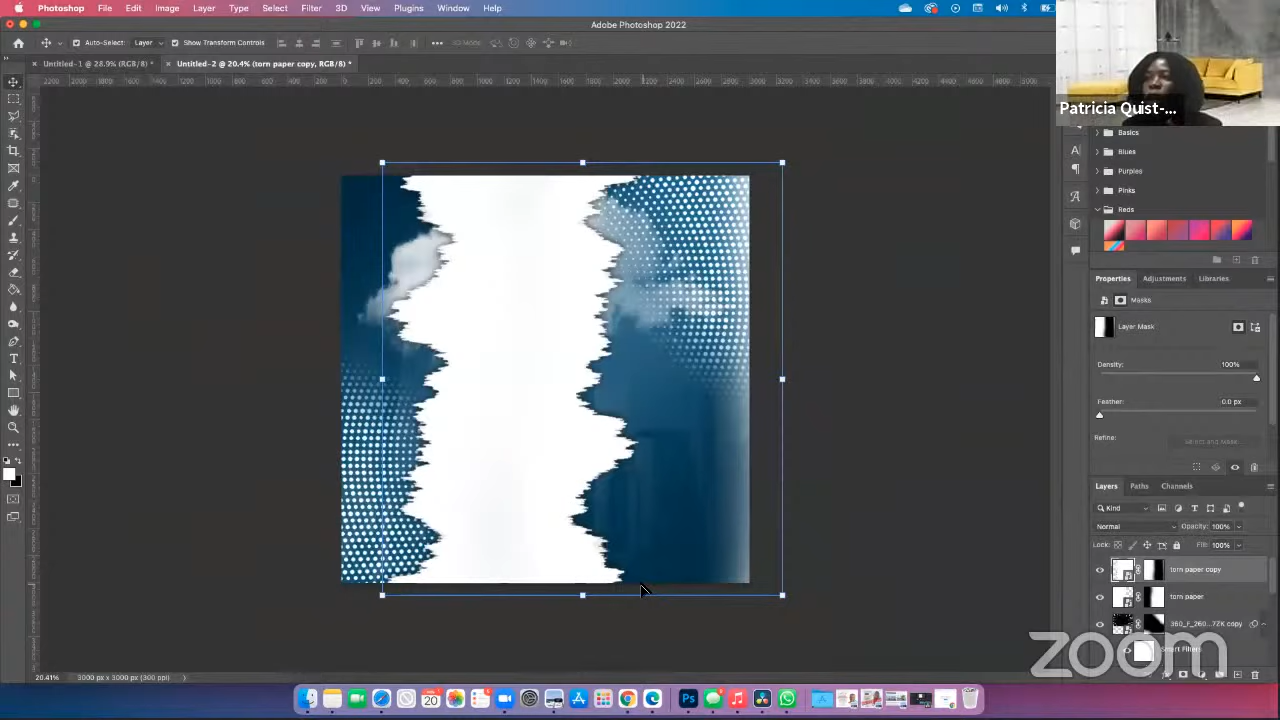 Photoshop File Edit Image Layer Type Select Filter 3D View Plugins Window Help
Adobe Photoshop 2022
Auto-Select: Layer Show Transform Controls
Untitled-1 @ 28.9% (RGB/8) * Untitled-2 @ 20.4% (torn paper copy, RGB/8) *
Patricia Quist-...
Basics
Blues
Purples
Pinks
Reds
Properties Adjustments Libraries
Masks
Layer Mask
Density: 100%
Feather: 0.0 px
Refine: Select and Mask...
Layers Paths Channels
Kind
Normal Opacity: 100%
Lock: Fill: 100%
torn paper copy
torn paper
360_F_260...7ZK copy
Smart Filters
zoom
20.41% 3000 px x 3000 px (300 ppi)